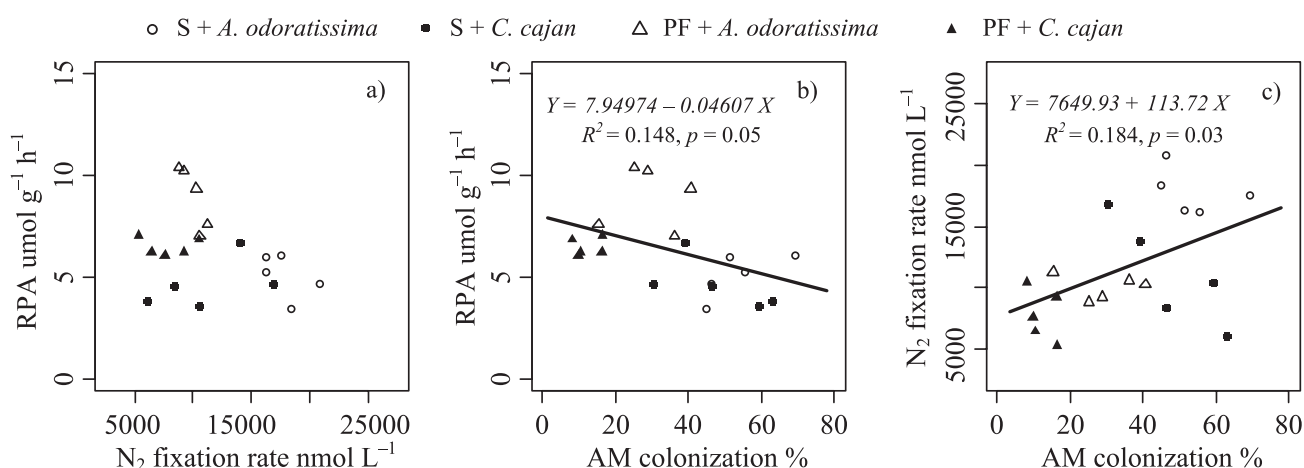 S + A. odoratissima S + C. cajan PF + A. odoratissima PF + C. cajan
a)
RPA umol g⁻¹ h⁻¹
15
10
5
0
5000 15000 25000
N₂ fixation rate nmol L⁻¹
b)
Y = 7.94974 – 0.04607 X
R² = 0.148, p = 0.05
RPA umol g⁻¹ h⁻¹
15
10
5
0
0 20 40 60 80
AM colonization %
c)
Y = 7649.93 + 113.72 X
R² = 0.184, p = 0.03
N₂ fixation rate nmol L⁻¹
25000
15000
5000
0 20 40 60 80
AM colonization %